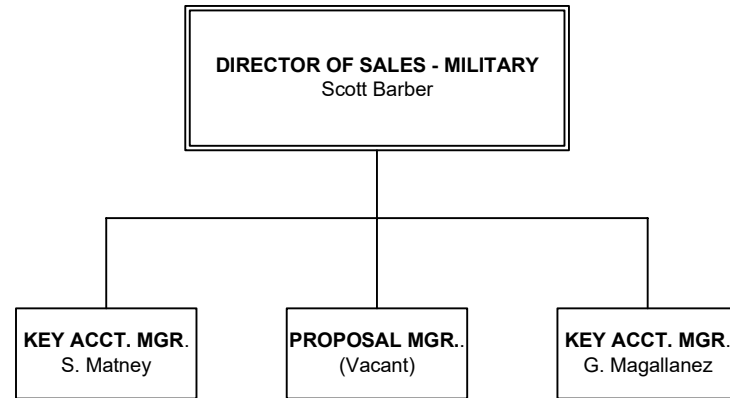 DIRECTOR OF SALES - MILITARY
Scott Barber
KEY ACCT. MGR.
S. Matney
PROPOSAL MGR..
(Vacant)
KEY ACCT. MGR.
G. Magallanez